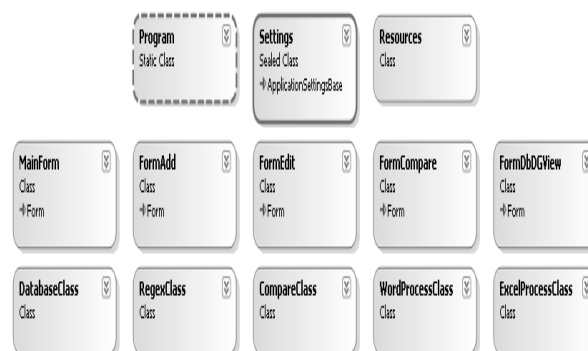 Program
Static Class
Settings
Sealed Class
ApplicationSettingsBase
Resources
Class
MainForm
Class
Form
FormAdd
Class
Form
FormEdit
Class
Form
FormCompare
Class
Form
FormDbDGView
Class
Form
DatabaseClass
Class
RegexClass
Class
CompareClass
Class
WordProcessClass
Class
ExcelProcessClass
Class